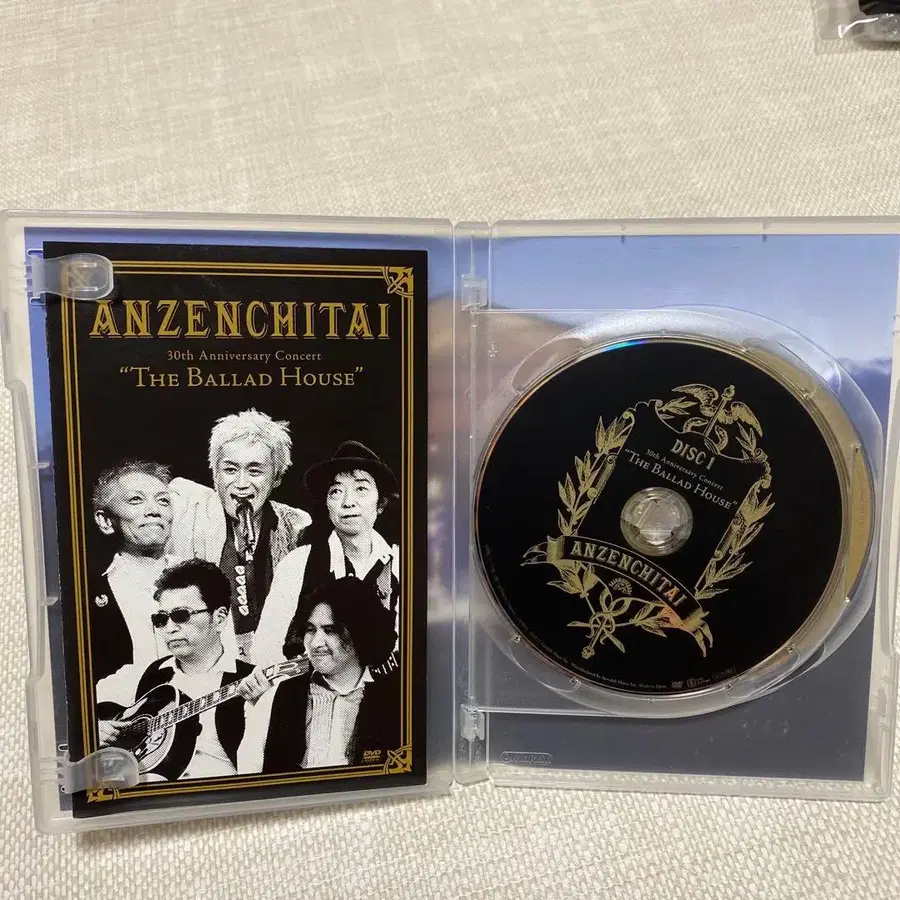 ANZENCHITAI
30th Anniversary Concert
“THE BALLAD HOUSE”
DVD
DISC 1
30th Anniversary Concert
“THE BALLAD HOUSE”
ANZENCHITAI